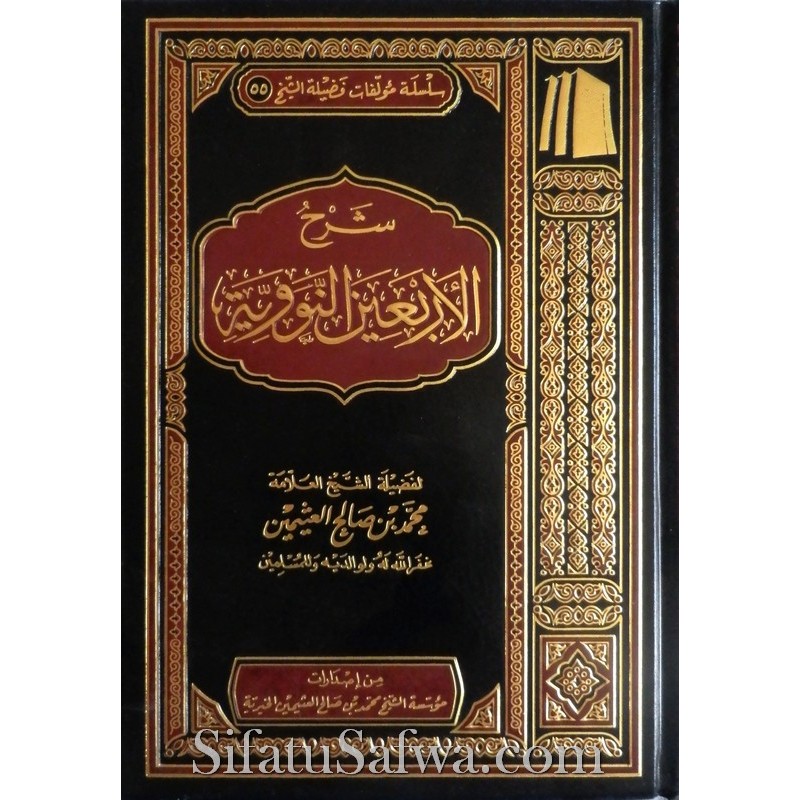 سلسلة مؤلفات فضيلة الشيخ ٥٥
شرح
الأربعين النووية
لفضيلة الشيخ العلامة
محمد بن صالح العثيمين
غفر الله له ولوالديه وللمسلمين
من إصدارات
مؤسسة الشيخ محمد بن صالح العثيمين الخيرية
SifatuSafwa.com